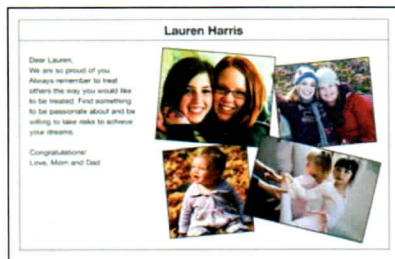 Lauren Harris
Dear Lauren,
We are so proud of you.
Always remember to treat
others the way you would like
to be treated. Find something
to be passionate about and be
willing to take risks to achieve
your dreams.
Congratulations!
Love, Mom and Dad